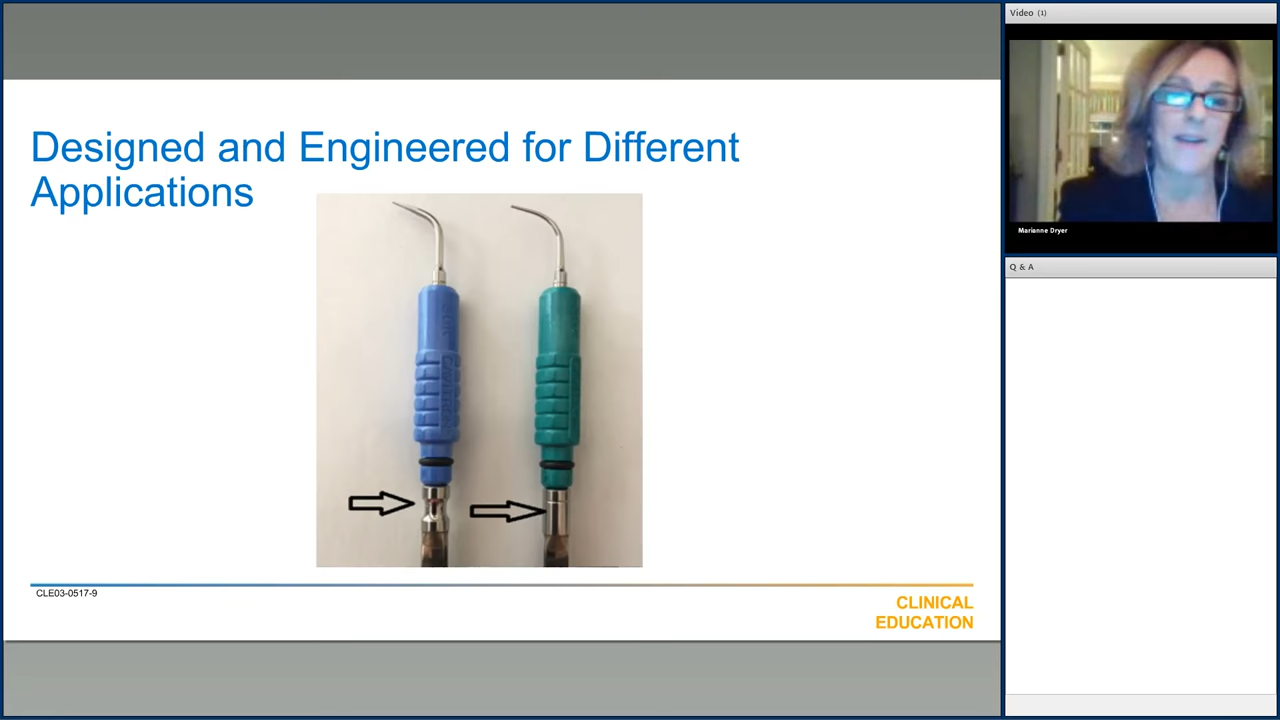 Designed and Engineered for Different
Applications
CLE03-0517-9
CLINICAL
EDUCATION
Video (1)
Marianne Dryer
Q & A